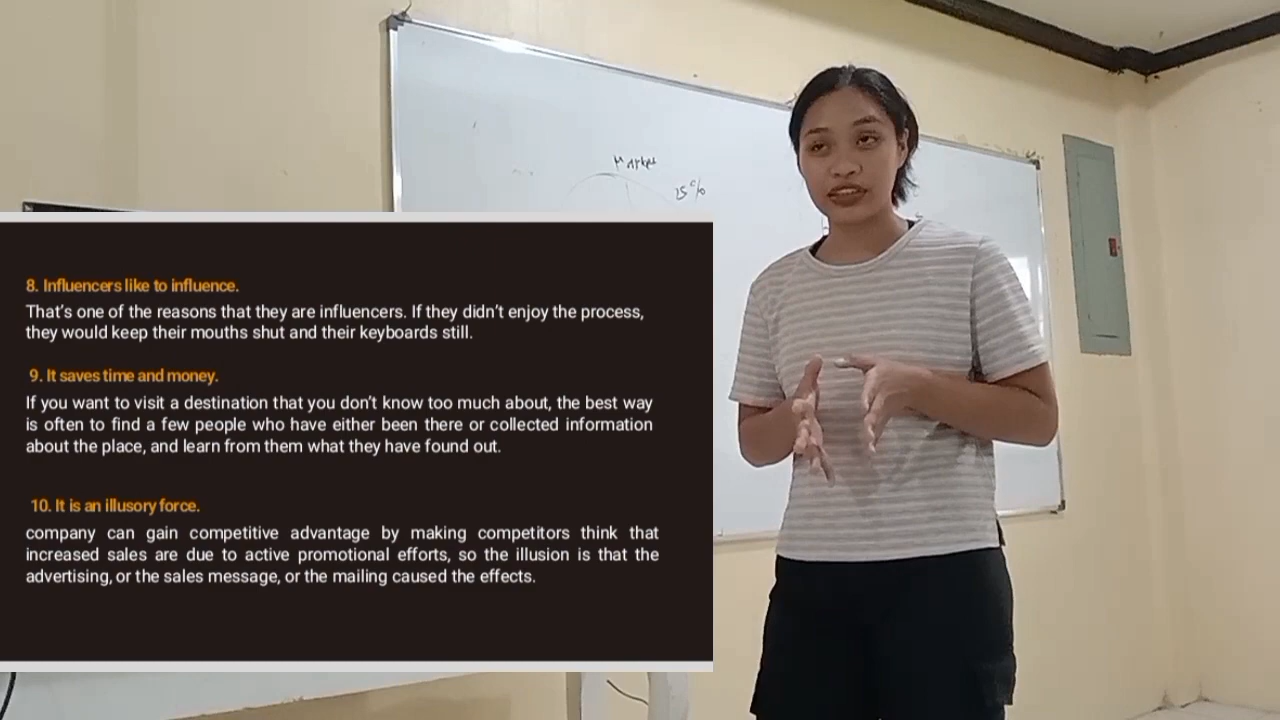 Market
15%
8. Influencers like to influence.
That's one of the reasons that they are influencers. If they didn't enjoy the process,
they would keep their mouths shut and their keyboards still.
9. It saves time and money.
If you want to visit a destination that you don't know too much about, the best way
is often to find a few people who have either been there or collected information
about the place, and learn from them what they have found out.
10. It is an illusory force.
company can gain competitive advantage by making competitors think that
increased sales are due to active promotional efforts, so the illusion is that the
advertising, or the sales message, or the mailing caused the effects.